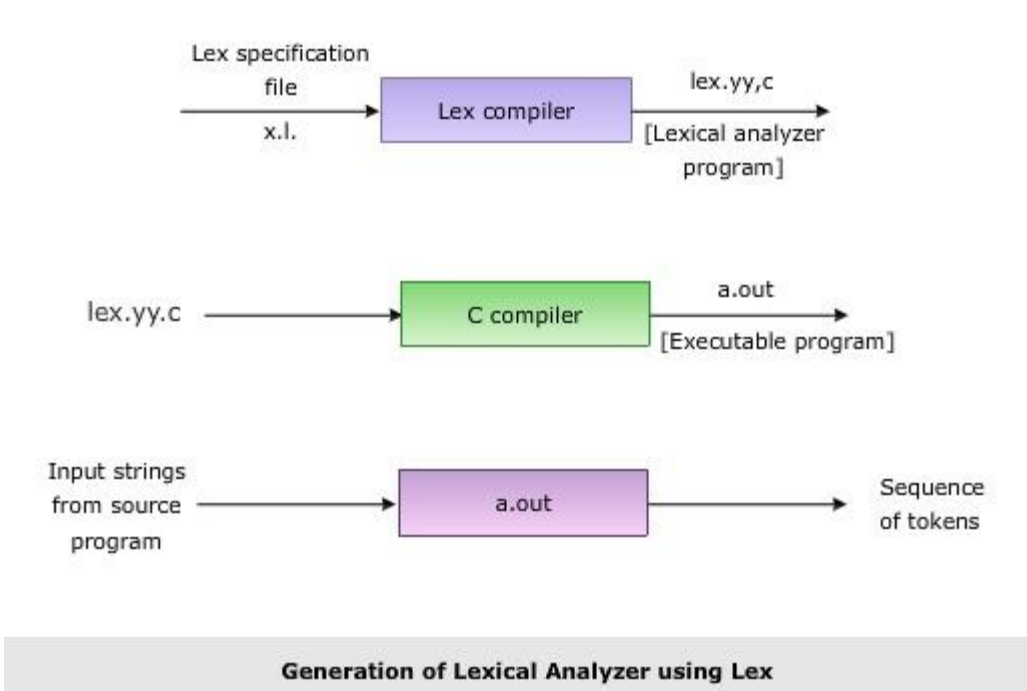 Lex specification
file
x.l.
Lex compiler
lex.yy,c
[Lexical analyzer
program]
lex.yy.c
C compiler
a.out
[Executable program]
Input strings
from source
program
a.out
Sequence
of tokens
Generation of Lexical Analyzer using Lex